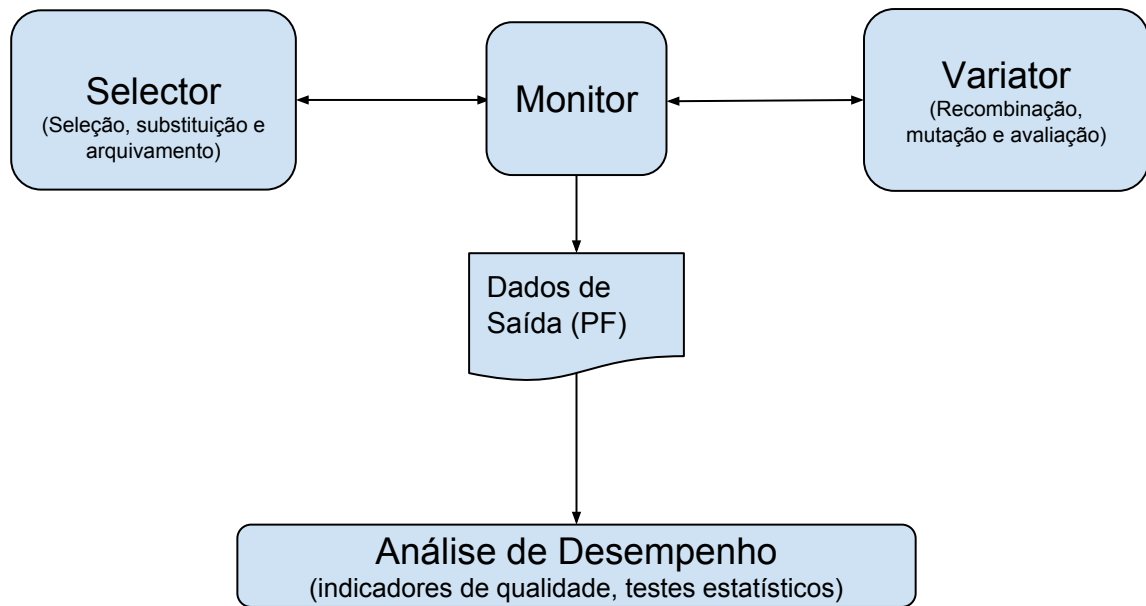 Selector
(Seleção, substituição e
arquivamento)
Monitor
Variator
(Recombinação,
mutação e avaliação)
Dados de
Saída (PF)
Análise de Desempenho
(indicadores de qualidade, testes estatísticos)